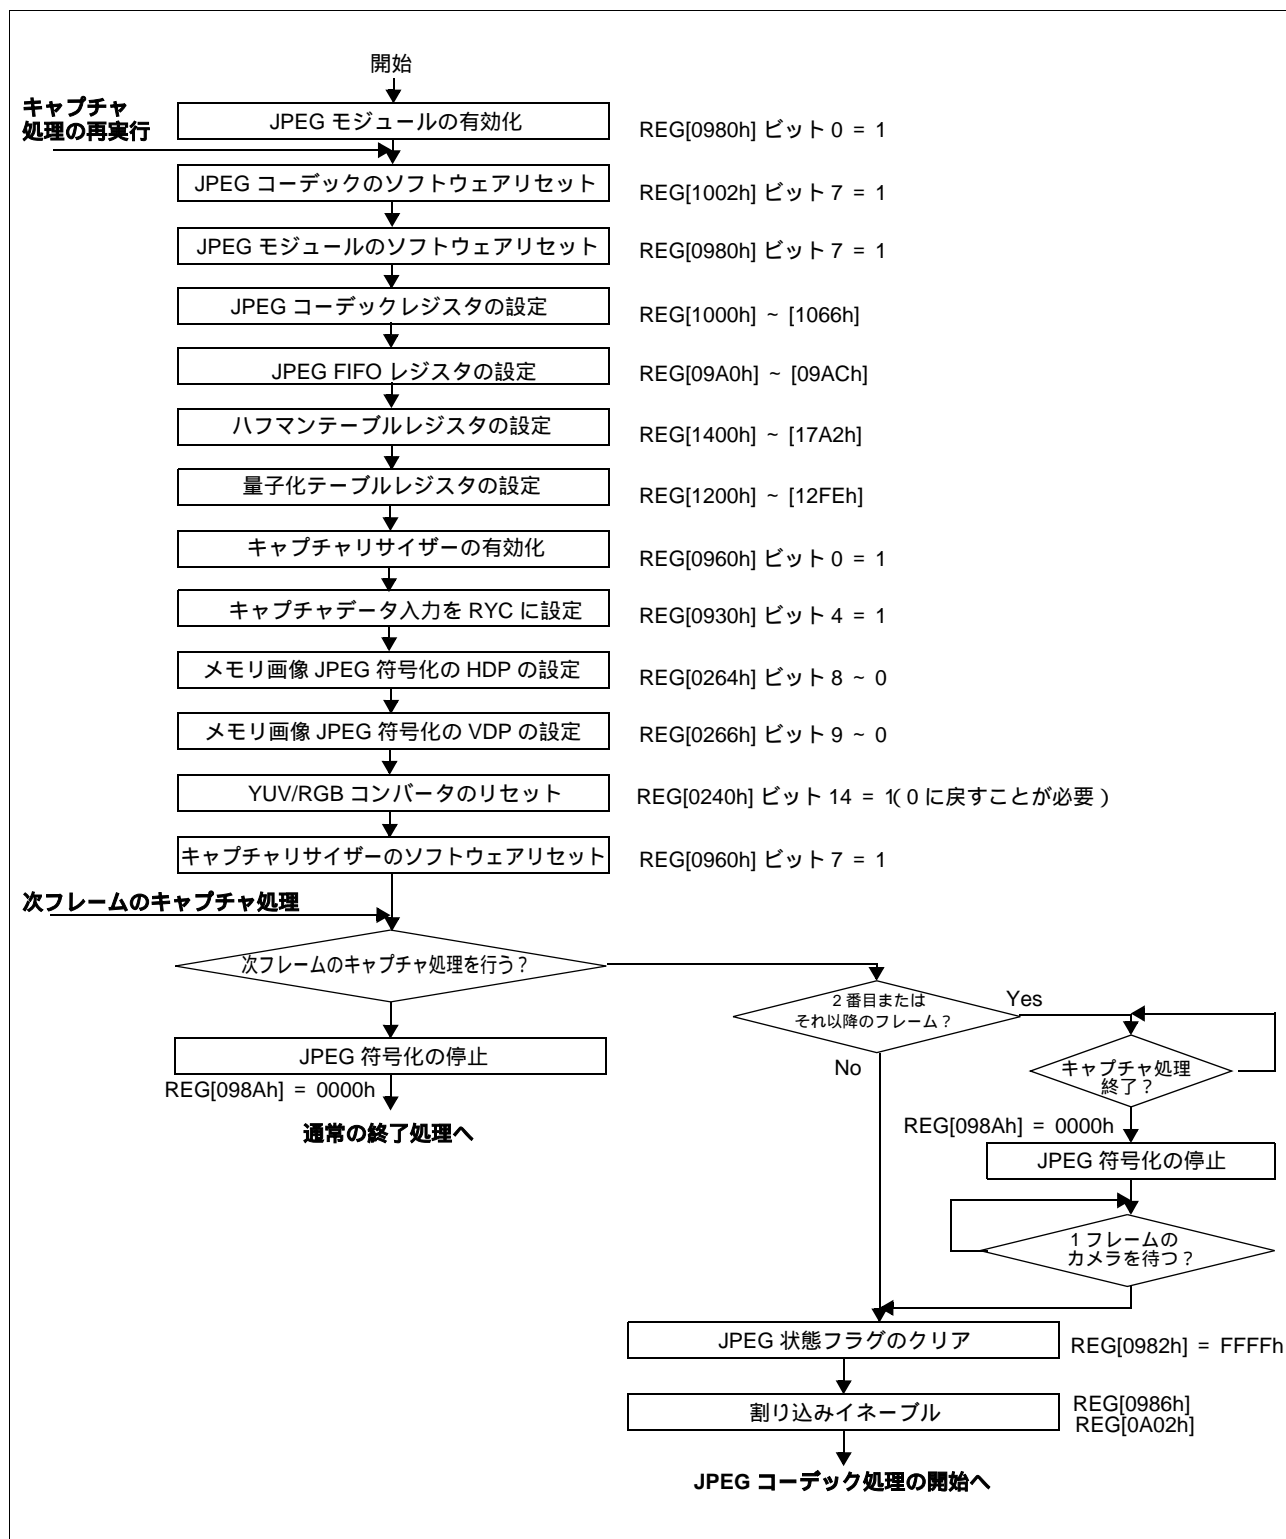 開始
キャプチャ
処理の再実行
JPEG モジュールの有効化
REG[0980h] ビット 0 = 1
JPEG コーデックのソフトウェアリセット
REG[1002h] ビット 7 = 1
JPEG モジュールのソフトウェアリセット
REG[0980h] ビット 7 = 1
JPEG コーデックレジスタの設定
REG[1000h] ~ [1066h]
JPEG FIFO レジスタの設定
REG[09A0h] ~ [09ACh]
ハフマンテーブルレジスタの設定
REG[1400h] ~ [17A2h]
量子化テーブルレジスタの設定
REG[1200h] ~ [12FEh]
キャプチャリサイザーの有効化
REG[0960h] ビット 0 = 1
キャプチャデータ入力を RYC に設定
REG[0930h] ビット 4 = 1
メモリ画像 JPEG 符号化の HDP の設定
REG[0264h] ビット 8 ~ 0
メモリ画像 JPEG 符号化の VDP の設定
REG[0266h] ビット 9 ~ 0
YUV/RGB コンバータのリセット
REG[0240h] ビット 14 = 1( 0 に戻すことが必要 )
キャプチャリサイザーのソフトウェアリセット
REG[0960h] ビット 7 = 1
次フレームのキャプチャ処理
次フレームのキャプチャ処理を行う?
2 番目または
それ以降のフレーム?
Yes
No
キャプチャ処理
終了?
JPEG 符号化の停止
REG[098Ah] = 0000h
通常の終了処理へ
REG[098Ah] = 0000h
JPEG 符号化の停止
1 フレームの
カメラを待つ?
JPEG 状態フラグのクリア
REG[0982h] = FFFFh
割り込みイネーブル
REG[0986h]
REG[0A02h]
JPEG コーデック処理の開始へ